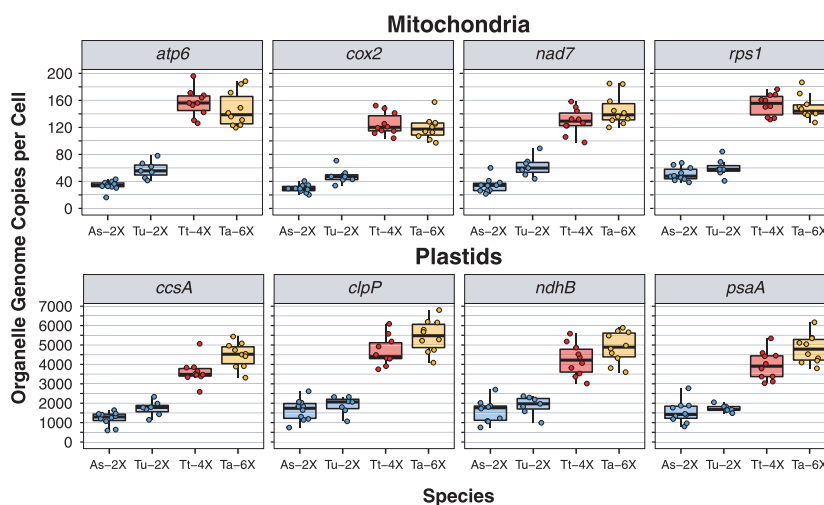 Mitochondria
atp6 cox2 nad7 rps1
Organelle Genome Copies per Cell
200
160
120
80
40
0
As−2X Tu−2X Tt−4X Ta−6X As−2X Tu−2X Tt−4X Ta−6X As−2X Tu−2X Tt−4X Ta−6X As−2X Tu−2X Tt−4X Ta−6X
Plastids
ccsA clpP ndhB psaA
7000
6000
5000
4000
3000
2000
1000
0
As−2X Tu−2X Tt−4X Ta−6X As−2X Tu−2X Tt−4X Ta−6X As−2X Tu−2X Tt−4X Ta−6X As−2X Tu−2X Tt−4X Ta−6X
Species